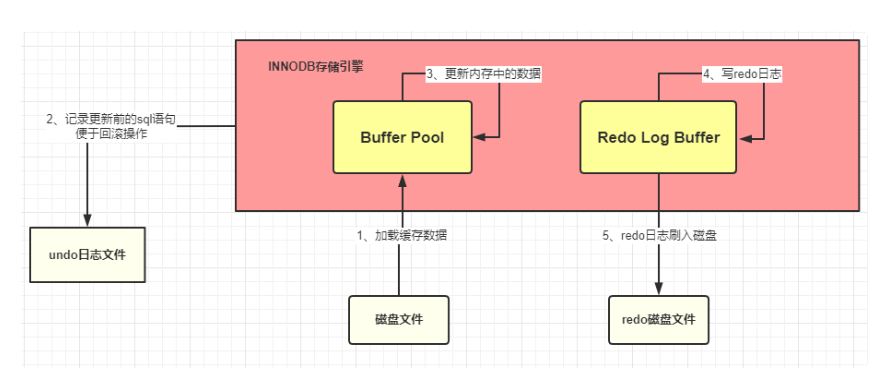 INNODB存储引擎
3、更新内存中的数据
4、写redo日志
2、记录更新前的sql语句
便于回滚操作
Buffer Pool
Redo Log Buffer
1、加载缓存数据
5、redo日志刷入磁盘
undo日志文件
磁盘文件
redo磁盘文件